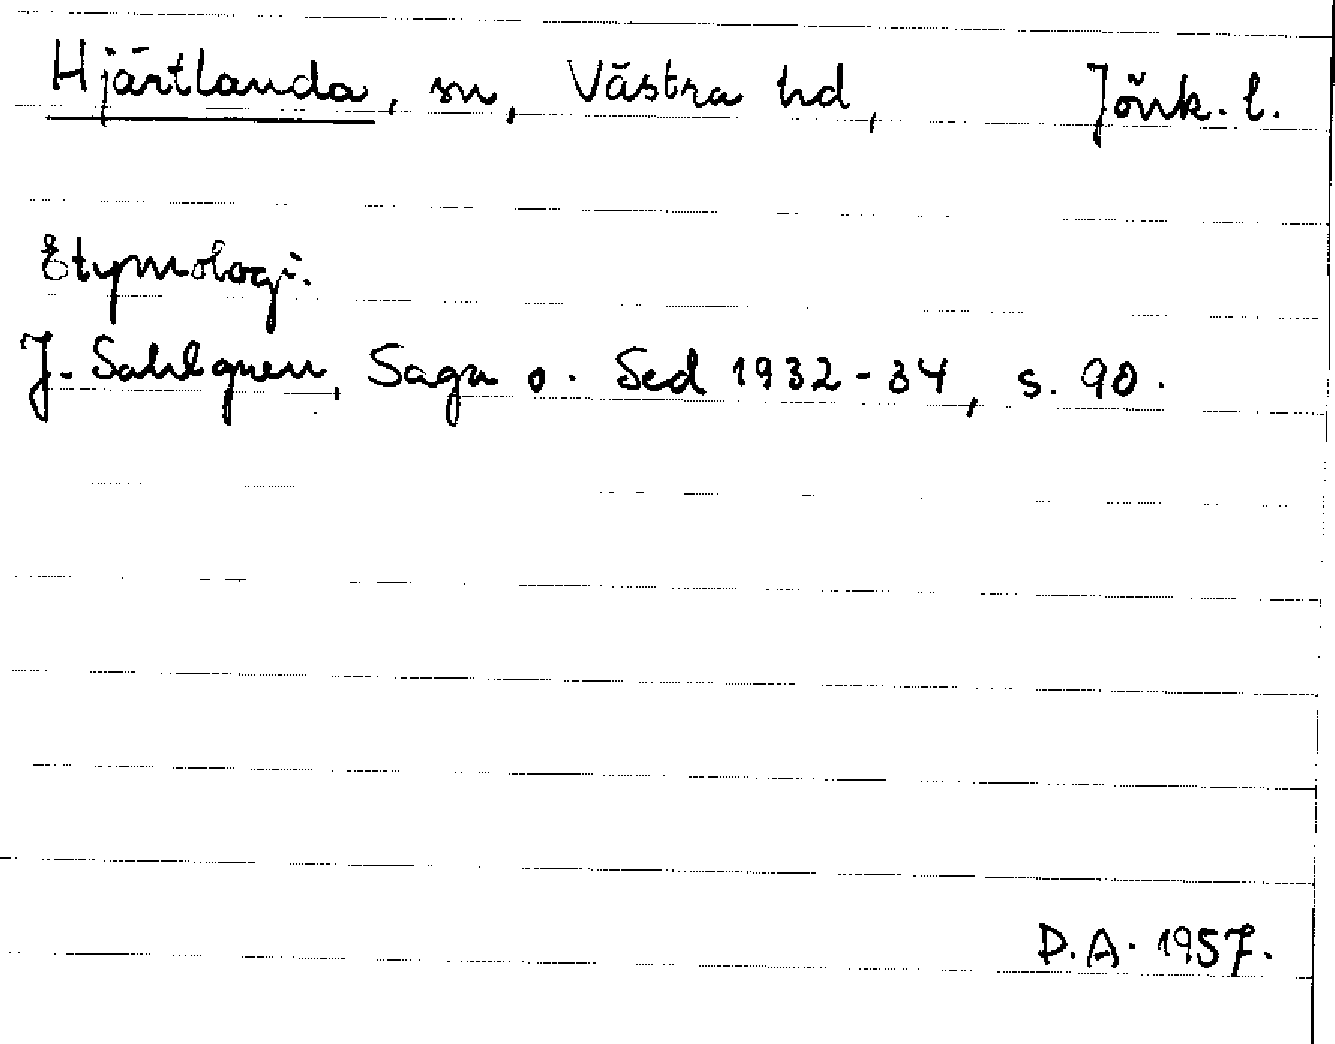 Hjärtlanda, sn, Västra hd, Jönk. l.
Etymologi.
J. Sahlgren, Saga o. Sed 1932-34, s. 90.
D.A. 1957.